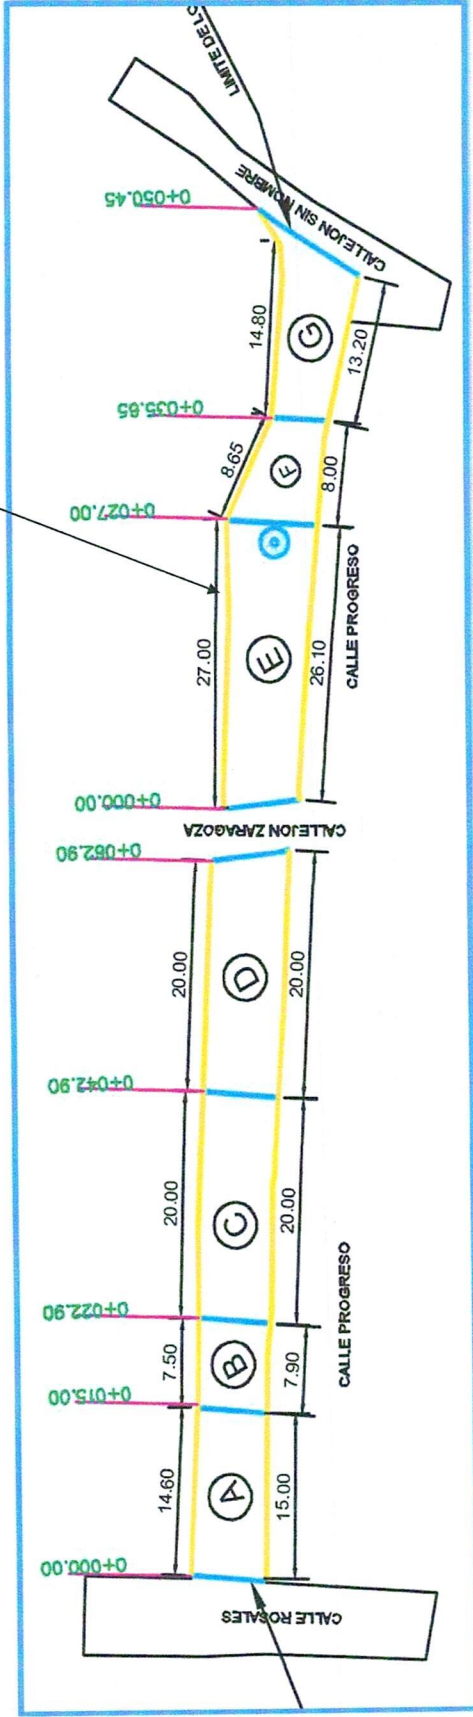 CALLE ROSALES
0+000.00
14.60
A
15.00
0+015.00
7.50
B
7.90
0+022.90
20.00
C
20.00
CALLE PROGRESO
0+042.90
20.00
D
20.00
0+062.90
CALLEJON ZARAGOZA
0+000.00
27.00
E
26.10
CALLE PROGRESO
0+027.00
8.65
F
8.00
0+035.65
14.80
G
13.20
0+050.45
CALLEJON SIN NOMBRE
LIMITE DE